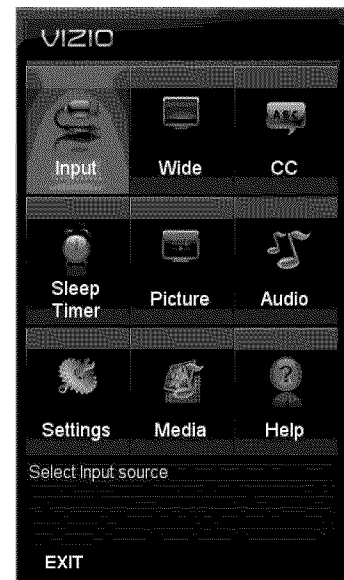 VIZIO
Input Wide CC
Sleep Timer Picture Audio
Settings Media Help
Select Input source
EXIT